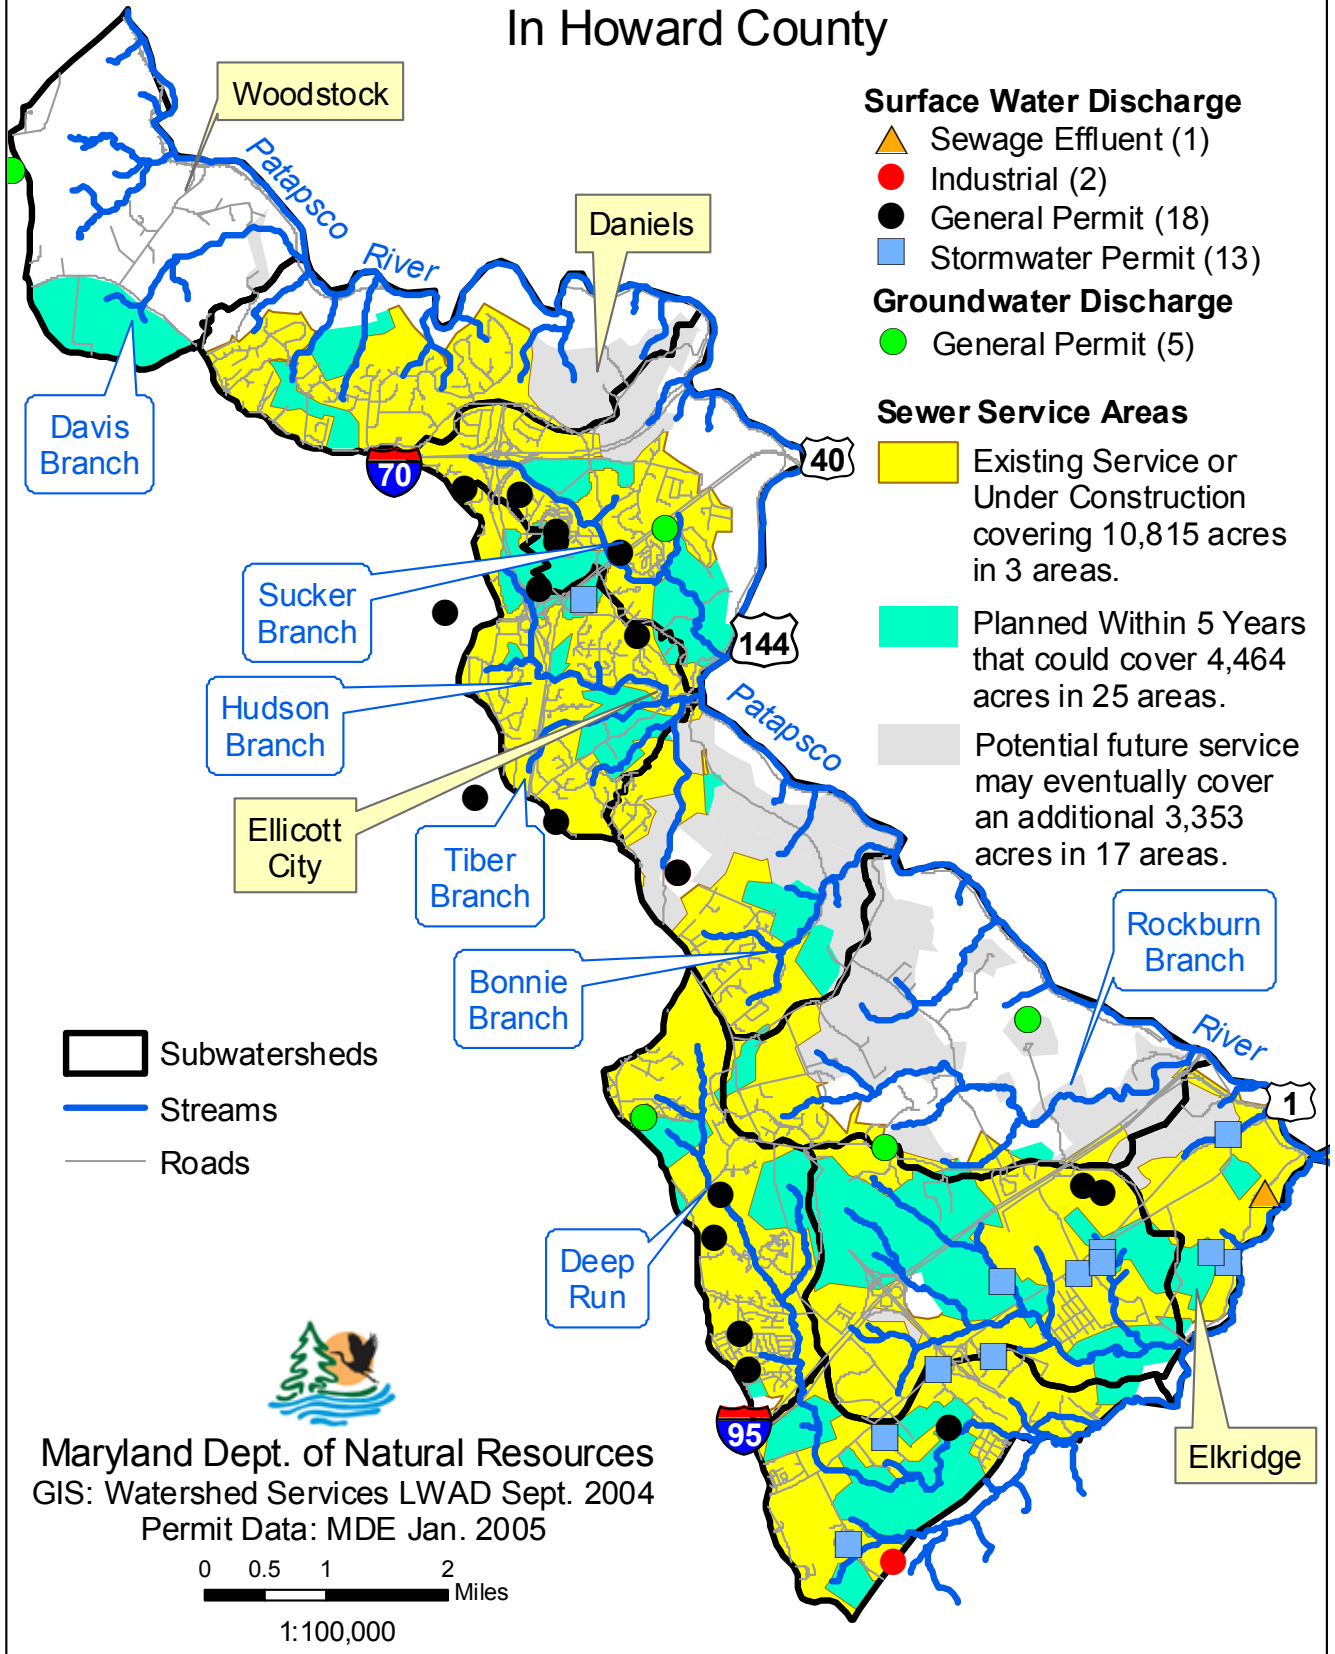 In Howard County
Woodstock
Patapsco
River
Daniels
Surface Water Discharge
Sewage Effluent (1)
Industrial (2)
General Permit (18)
Stormwater Permit (13)
Groundwater Discharge
General Permit (5)
Sewer Service Areas
Existing Service or
Under Construction
covering 10,815 acres
in 3 areas.
Planned Within 5 Years
that could cover 4,464
acres in 25 areas.
Potential future service
may eventually cover
an additional 3,353
acres in 17 areas.
Davis
Branch
70
40
Sucker
Branch
144
Hudson
Branch
Patapsco
Ellicott
City
Tiber
Branch
Bonnie
Branch
Rockburn
Branch
River
1
Subwatersheds
Streams
Roads
Deep
Run
95
Elkridge
Maryland Dept. of Natural Resources
GIS: Watershed Services LWAD Sept. 2004
Permit Data: MDE Jan. 2005
0 0.5 1 2
Miles
1:100,000